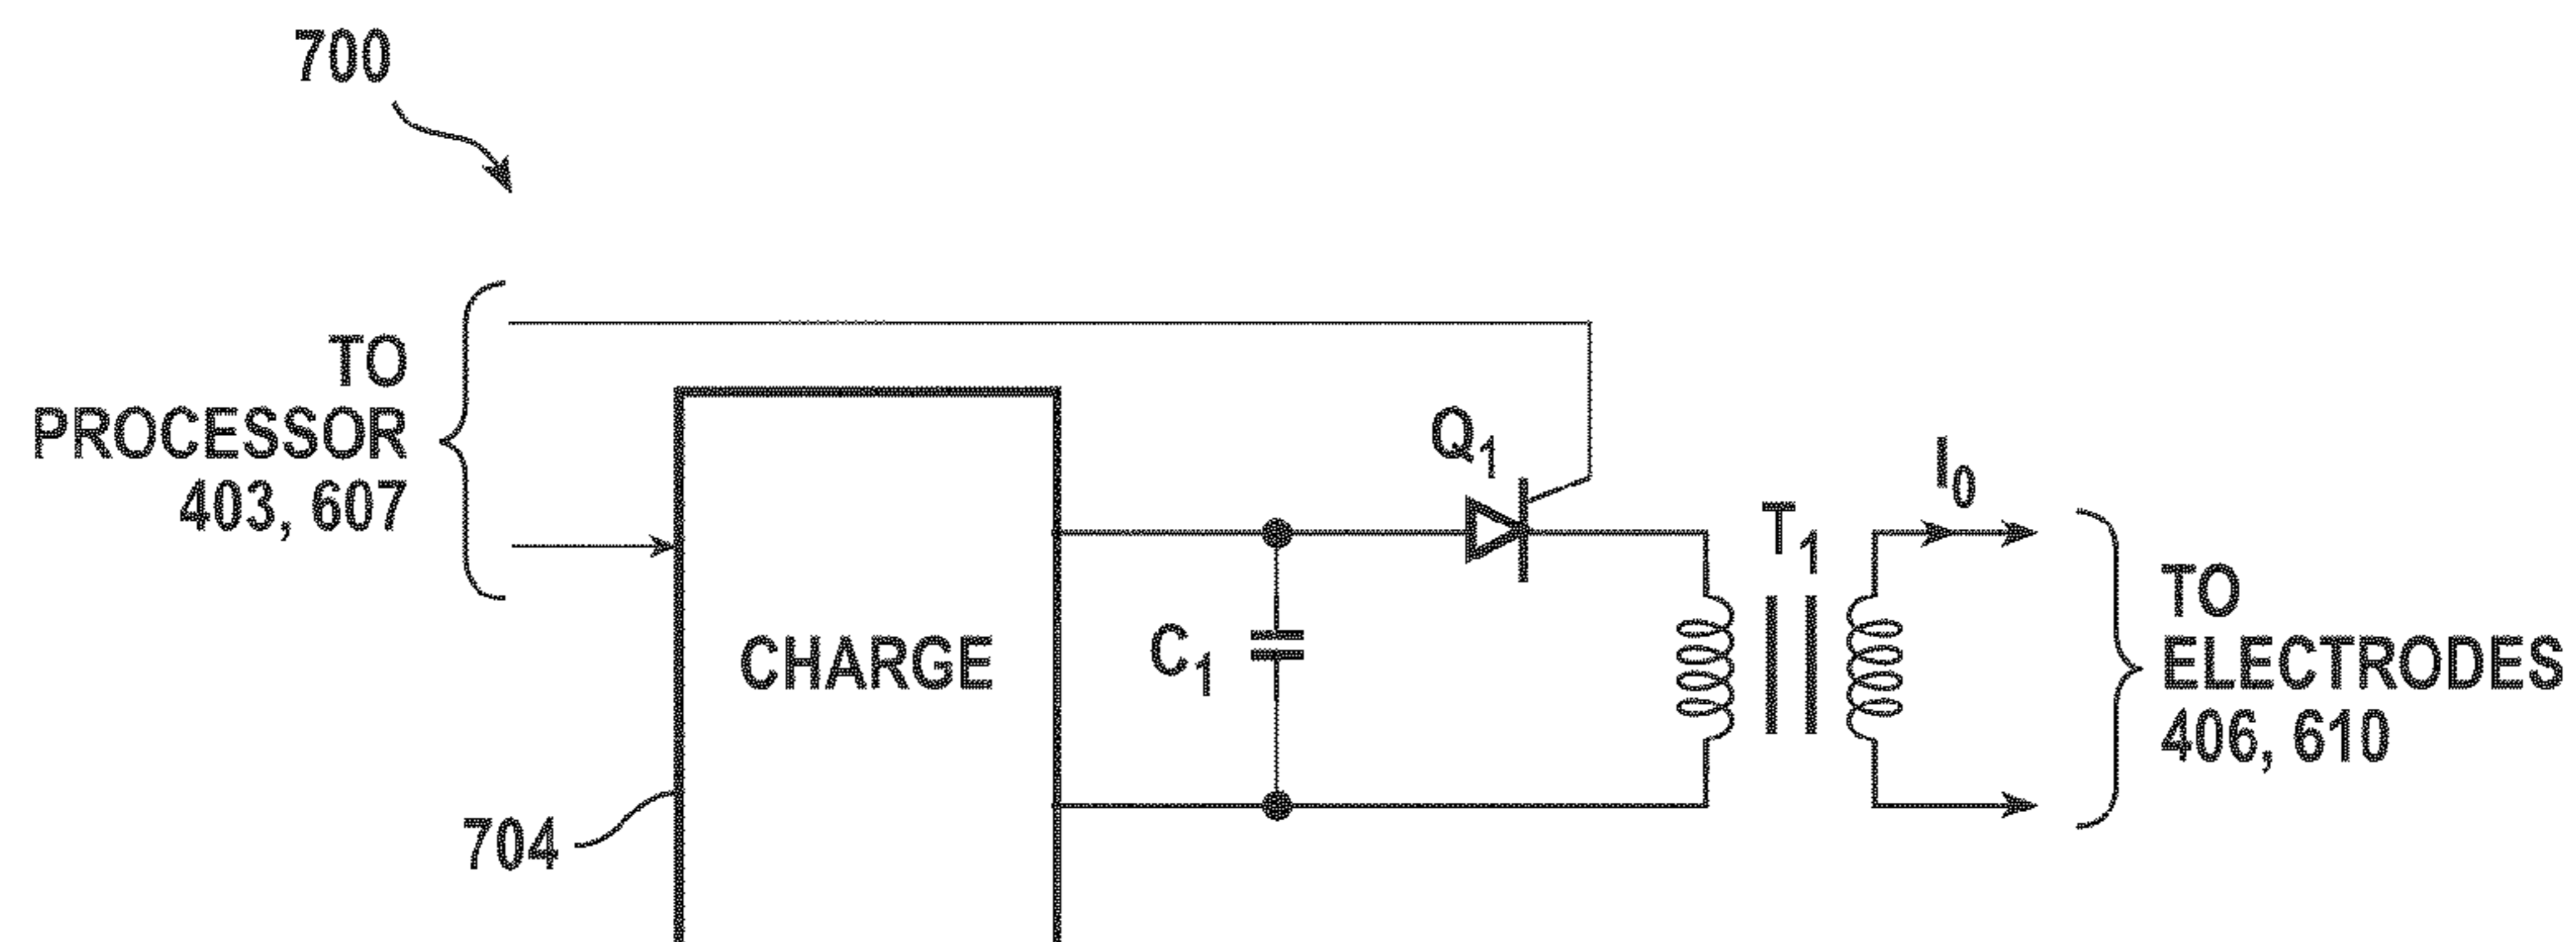 700
TO
PROCESSOR
403, 607
Q1
I0
T1
TO
ELECTRODES
406, 610
CHARGE
C1
704